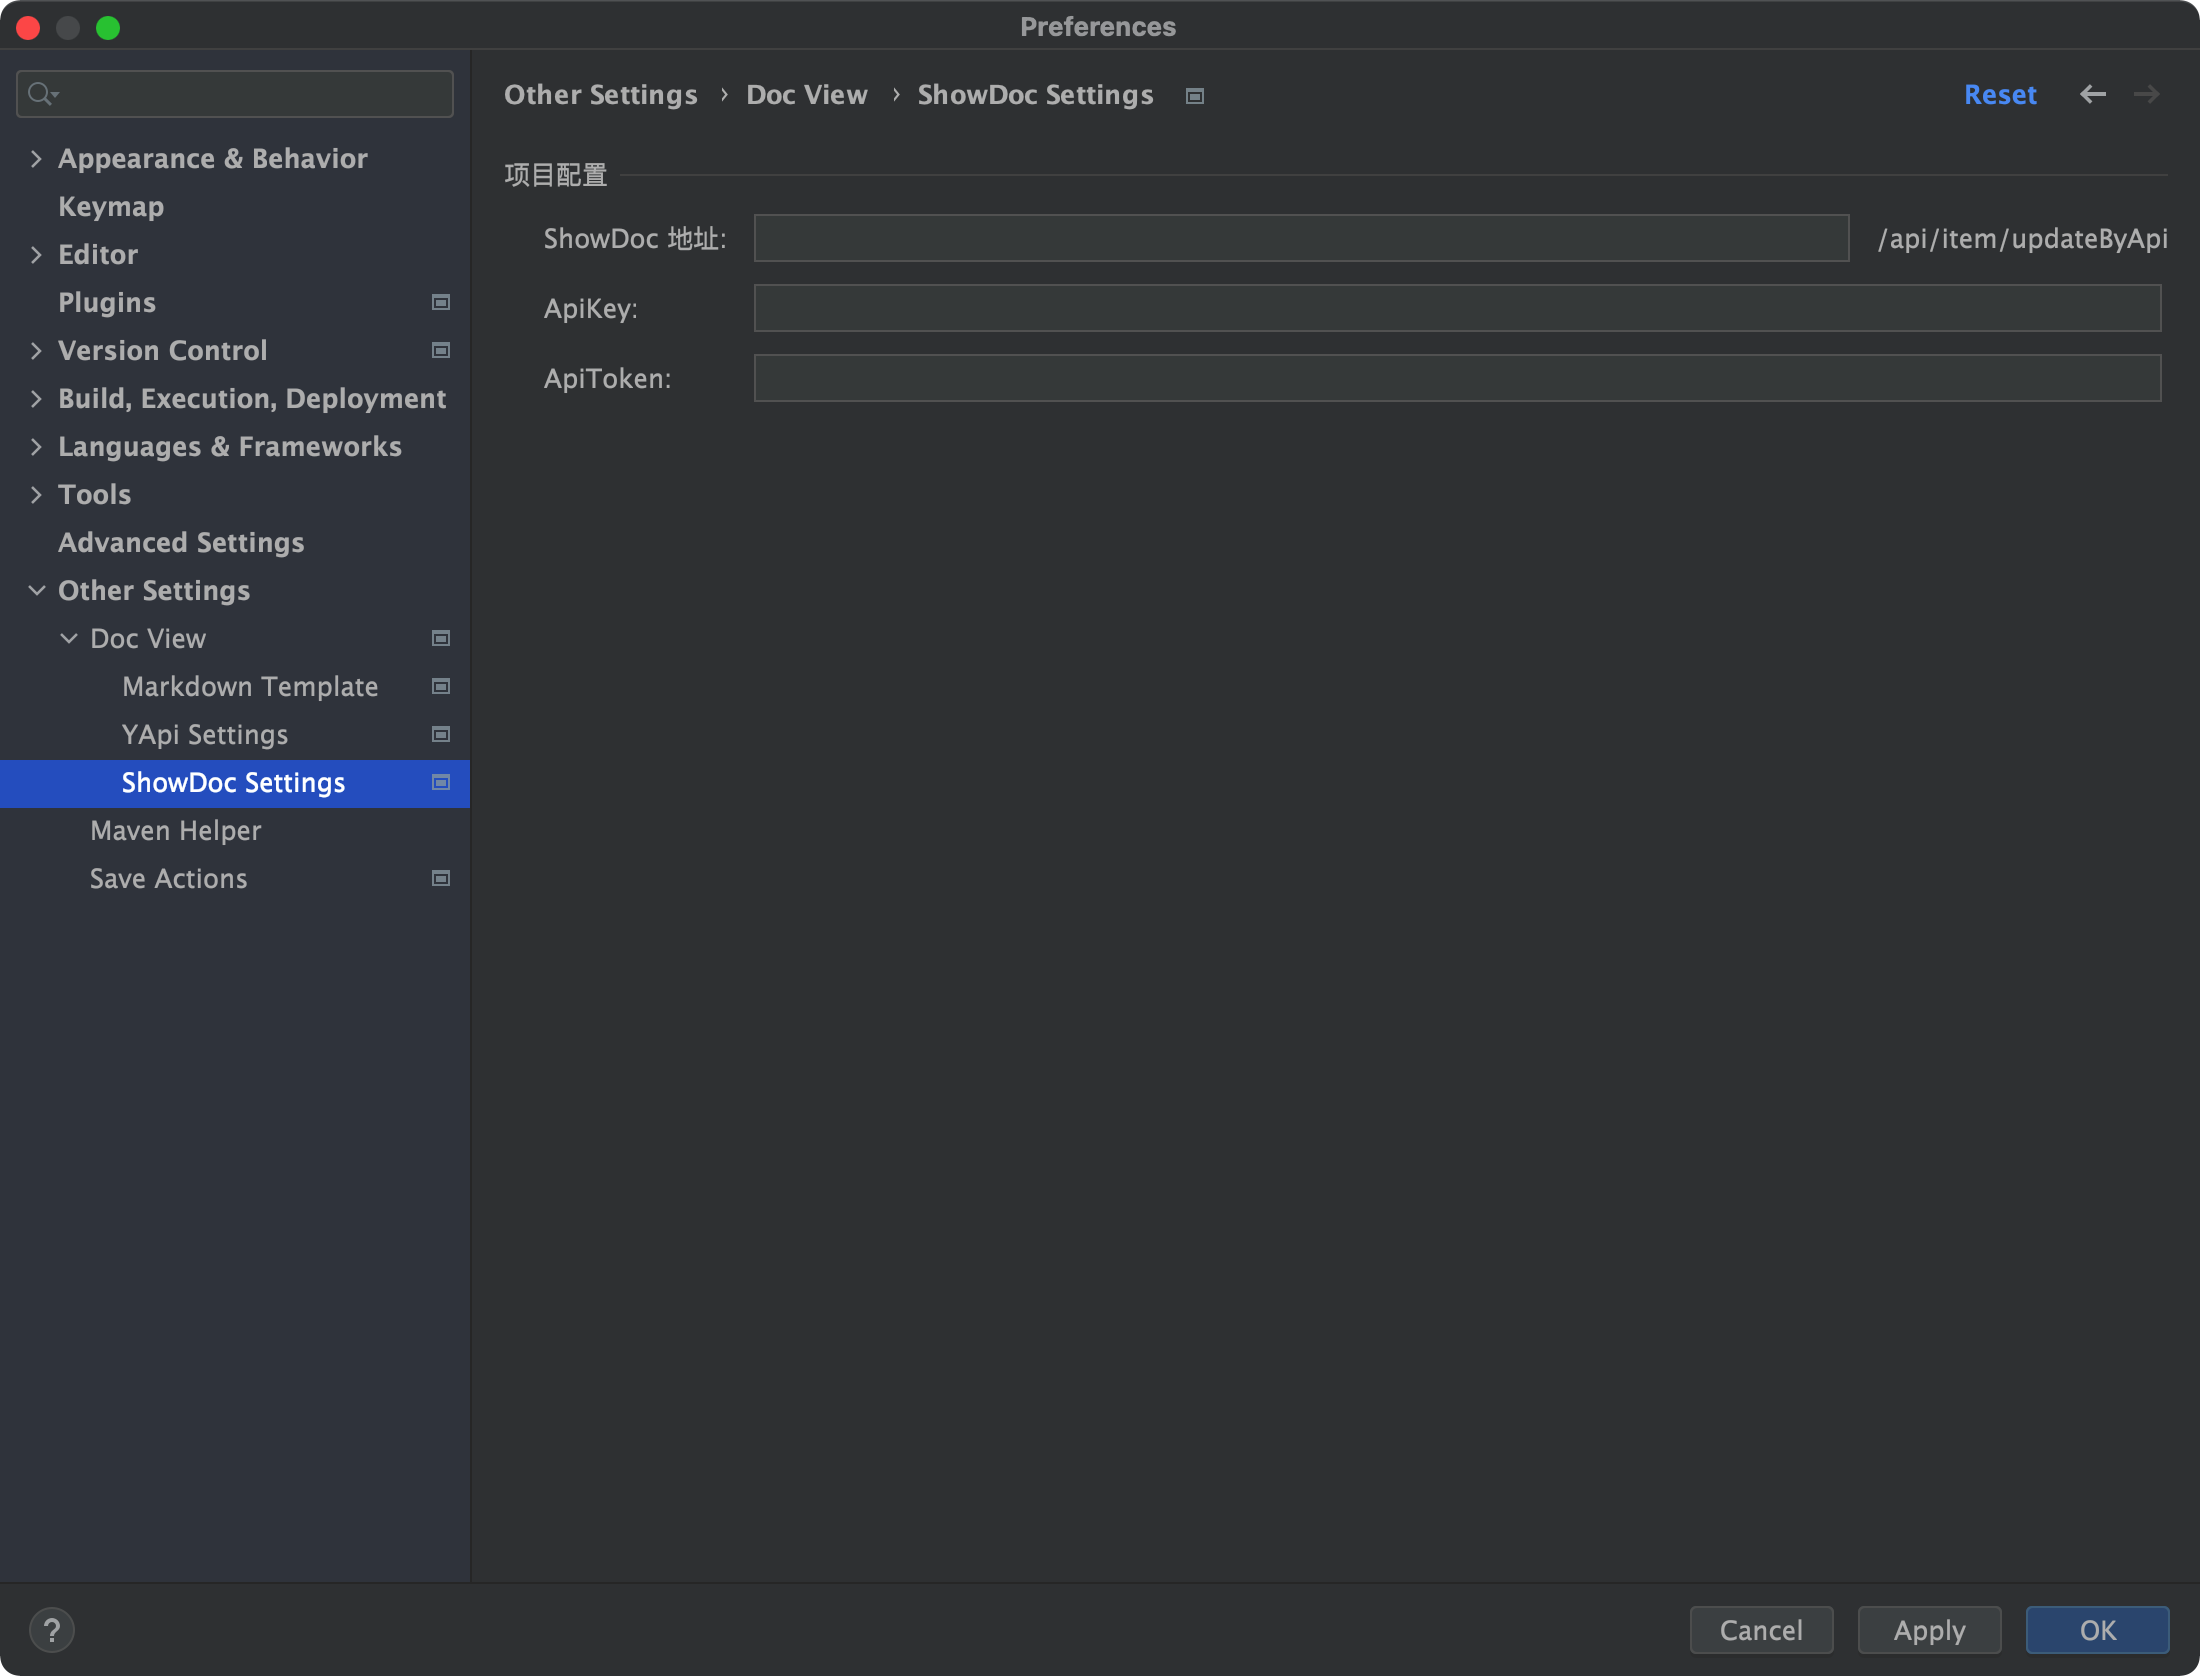 Preferences
Appearance & Behavior
Keymap
Editor
Plugins
Version Control
Build, Execution, Deployment
Languages & Frameworks
Tools
Advanced Settings
Other Settings
Doc View
Markdown Template
YApi Settings
ShowDoc Settings
Maven Helper
Save Actions
Other Settings › Doc View › ShowDoc Settings
Reset
项目配置
ShowDoc 地址: /api/item/updateByApi
ApiKey:
ApiToken:
?
Cancel
Apply
OK